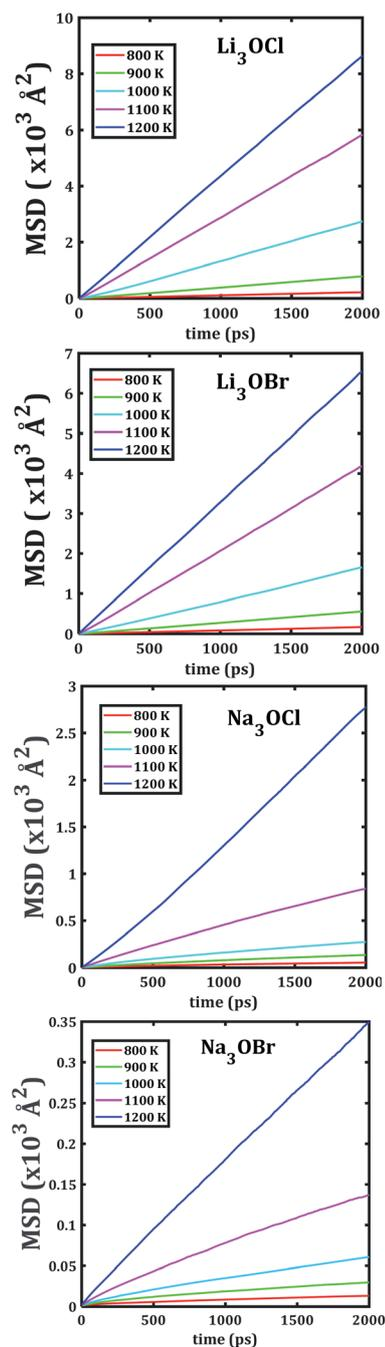 Li₃OCl
MSD ( x10³ Å²)
10
8
6
4
2
0
800 K
900 K
1000 K
1100 K
1200 K
0 500 1000 1500 2000
time (ps)
Li₃OBr
MSD ( x10³ Å²)
7
6
5
4
3
2
1
0
800 K
900 K
1000 K
1100 K
1200 K
0 500 1000 1500 2000
time (ps)
Na₃OCl
MSD (x10³ Å²)
3
2.5
2
1.5
1
0.5
0
800 K
900 K
1000 K
1100 K
1200 K
0 500 1000 1500 2000
time (ps)
Na₃OBr
MSD (x10³ Å²)
0.35
0.3
0.25
0.2
0.15
0.1
0.05
0
800 K
900 K
1000 K
1100 K
1200 K
0 500 1000 1500 2000
time (ps)